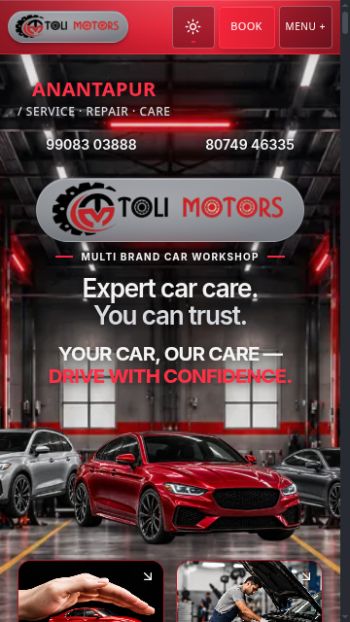 TOLI MOTORS
BOOK
MENU +
ANANTAPUR
/ SERVICE · REPAIR · CARE
99083 03888
80749 46335
TOLI MOTORS
MULTI BRAND CAR WORKSHOP
Expert car care.
You can trust.
YOUR CAR, OUR CARE —
DRIVE WITH CONFIDENCE.